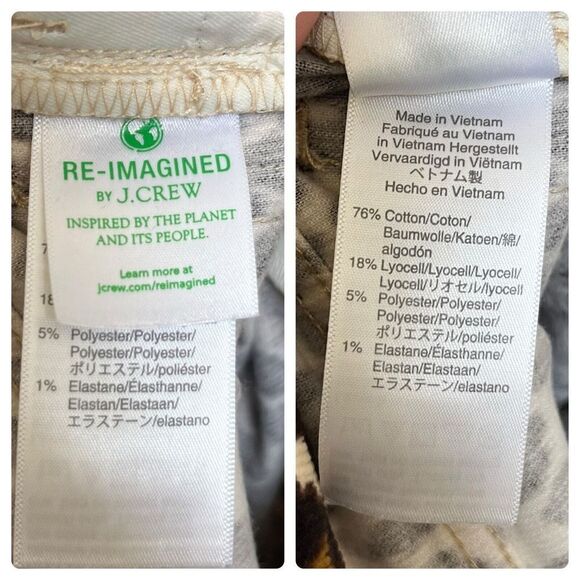 RE-IMAGINED
BY J.CREW
INSPIRED BY THE PLANET
AND ITS PEOPLE.
Learn more at
jcrew.com/reimagined
7
18
5% Polyester/Polyester/
Polyester/Polyester/
ポリエステル/poliéster
1% Elastane/Élasthanne/
Elastan/Elastaan/
エラステーン/elastano
Made in Vietnam
Fabriqué au Vietnam
in Vietnam Hergestellt
Vervaardigd in Viëtnam
ベトナム製
Hecho en Vietnam
76% Cotton/Coton/
Baumwolle/Katoen/綿/
algodón
18% Lyocell/Lyocell/Lyocell/
Lyocell/リオセル/lyocell
5% Polyester/Polyester/
Polyester/Polyester/
ポリエステル/poliéster
1% Elastane/Élasthanne/
Elastan/Elastaan/
エラステーン/elastano